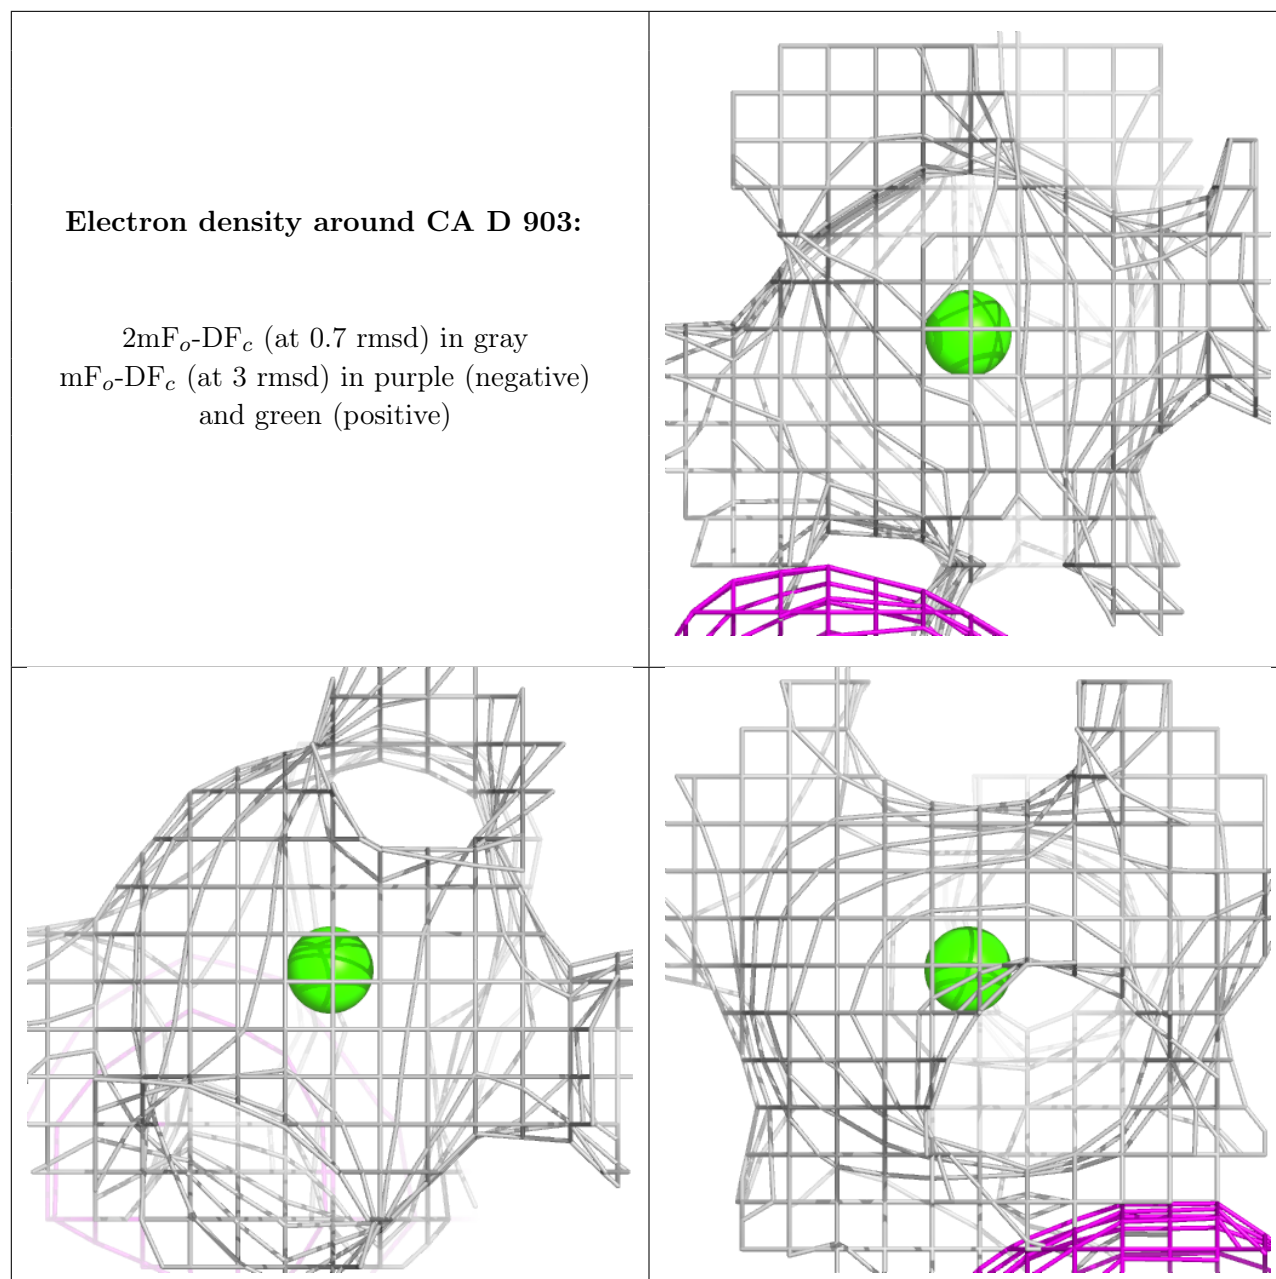 Electron density around CA D 903:
2mFo-DFc (at 0.7 rmsd) in gray
mFo-DFc (at 3 rmsd) in purple (negative)
and green (positive)